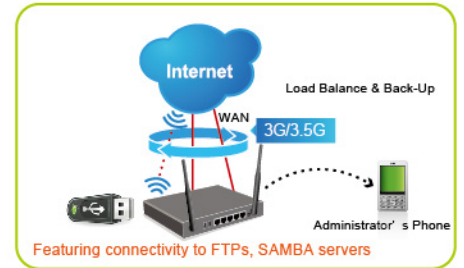 Internet
Load Balance & Back-Up
WAN
3G/3.5G
Administrator’ s Phone
Featuring connectivity to FTPs, SAMBA servers